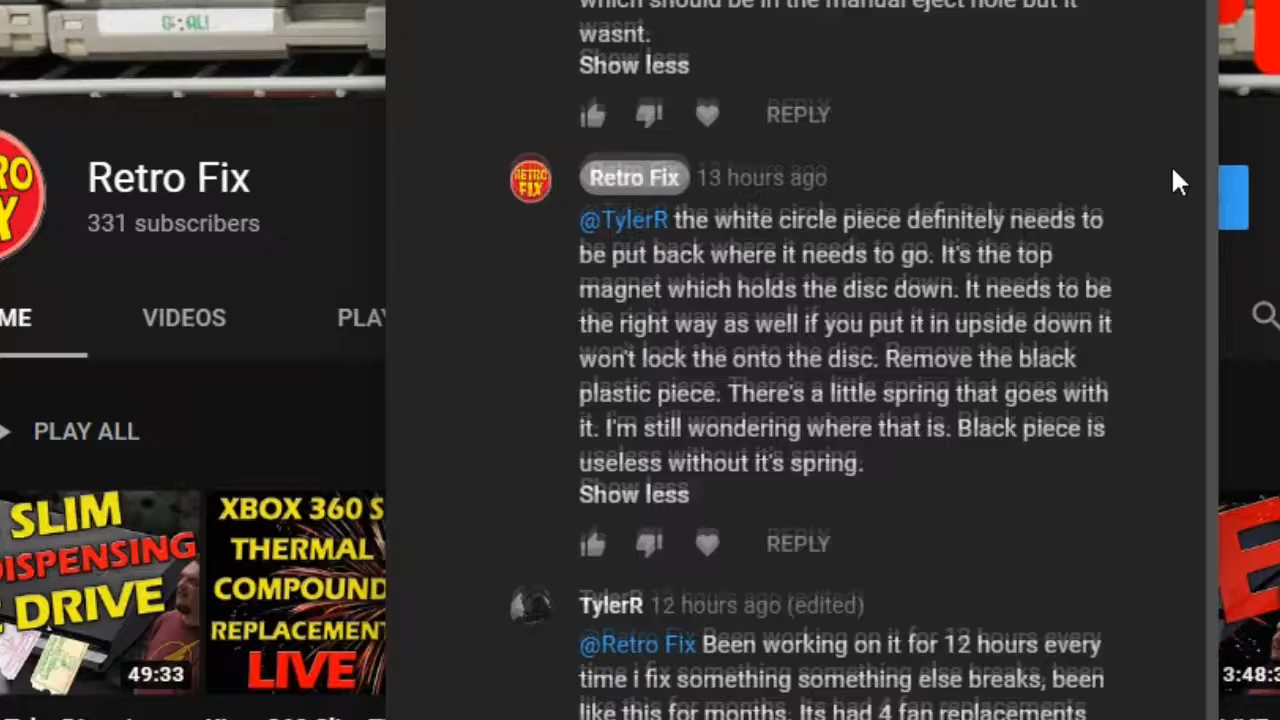 which should be in the manual eject hole but it
wasnt.
Show less
REPLY
Retro Fix
331 subscribers
VIDEOS
PLAY ALL
SLIM
DRIVE
49:33
XBOX 360 S
THERMAL
COMPOUND
REPLACEMENT
LIVE
RETRO
FIX
Retro Fix 13 hours ago
@TylerR the white circle piece definitely needs to
be put back where it needs to go. It's the top
magnet which holds the disc down. It needs to be
the right way as well if you put it in upside down it
won't lock the onto the disc. Remove the black
plastic piece. There's a little spring that goes with
it. I'm still wondering where that is. Black piece is
useless without it's spring.
Show less
REPLY
TylerR 12 hours ago (edited)
@Retro Fix Been working on it for 12 hours every
time i fix something something else breaks, been
like this for months. Its had 4 fan replacements